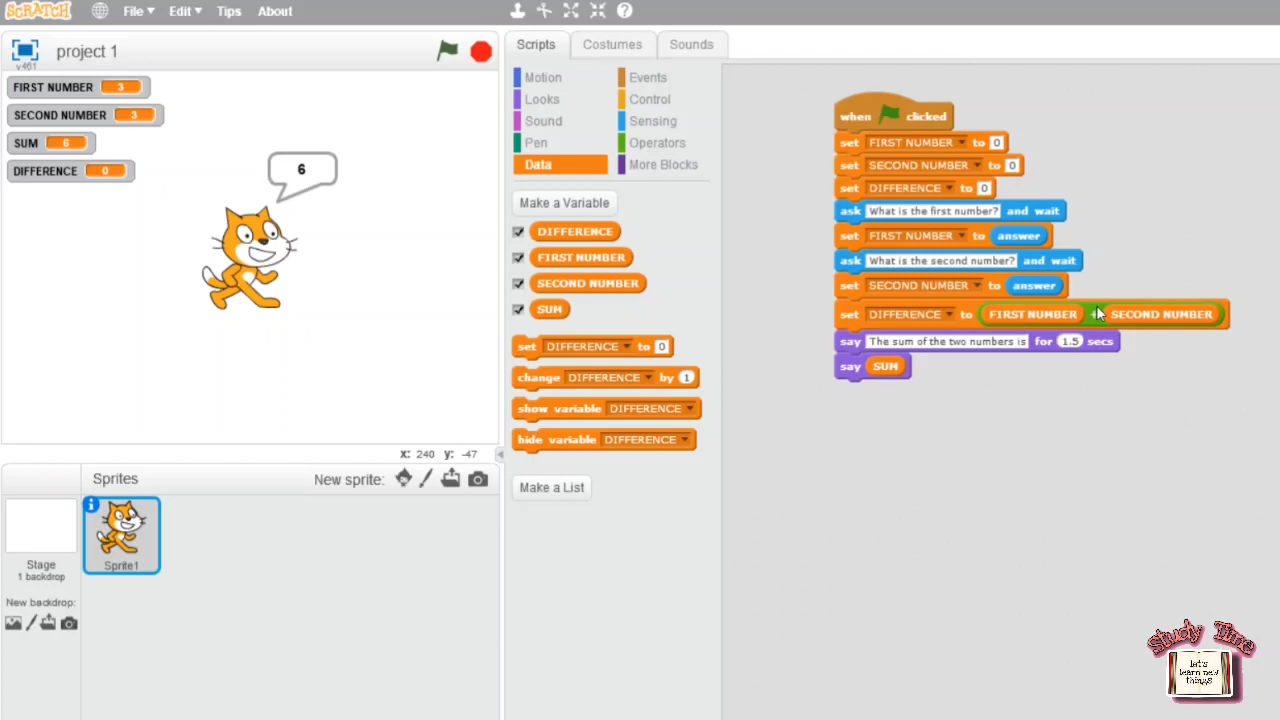 SCRATCH File Edit Tips About
v461 project 1
Scripts Costumes Sounds
FIRST NUMBER 3
SECOND NUMBER 3
SUM 6
DIFFERENCE 0
6
Motion Events
Looks Control
Sound Sensing
Pen Operators
Data More Blocks
Make a Variable
DIFFERENCE
FIRST NUMBER
SECOND NUMBER
SUM
set DIFFERENCE to 0
change DIFFERENCE by 1
show variable DIFFERENCE
hide variable DIFFERENCE
Make a List
when clicked
set FIRST NUMBER to 0
set SECOND NUMBER to 0
set DIFFERENCE to 0
ask What is the first number? and wait
set FIRST NUMBER to answer
ask What is the second number? and wait
set SECOND NUMBER to answer
set DIFFERENCE to FIRST NUMBER SECOND NUMBER
say The sum of the two numbers is for 1.5 secs
say SUM
x: 240 y: -47
Sprites New sprite:
Stage
1 backdrop
Sprite1
New backdrop:
Study Time
let's
learn new
things